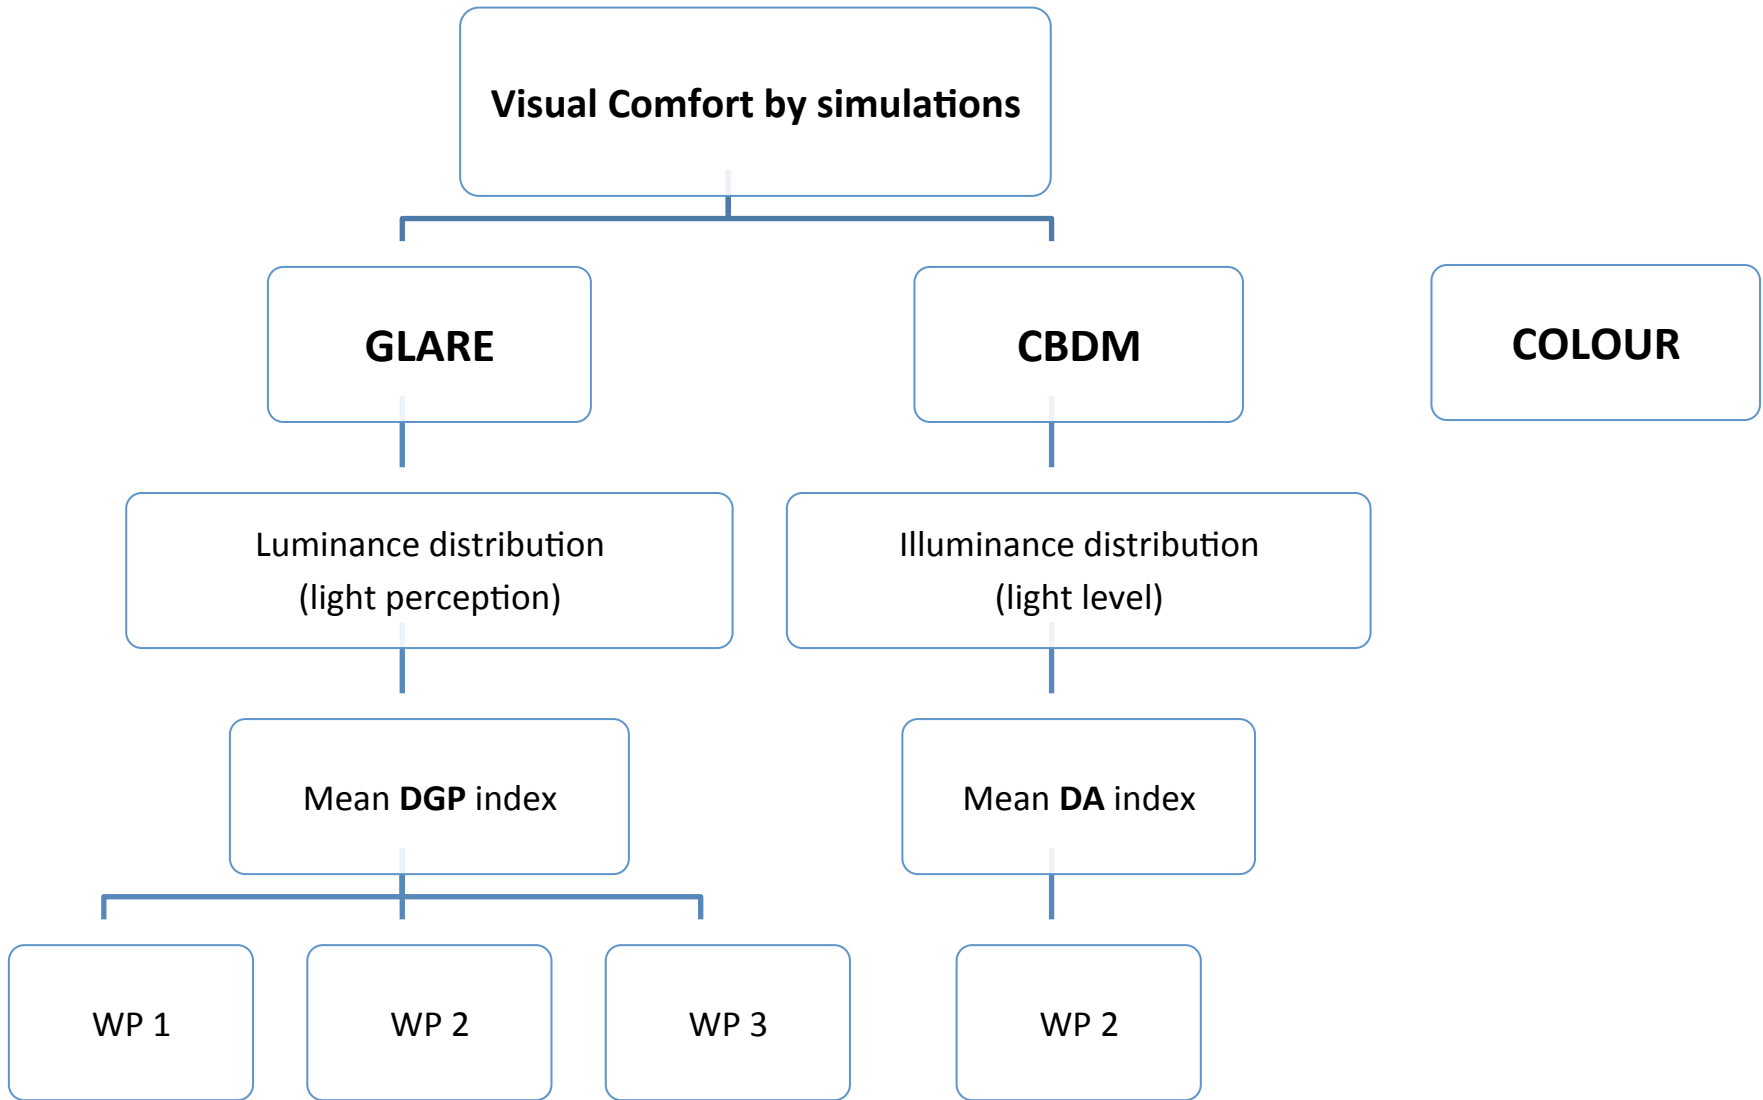 Visual Comfort by simulations
GLARE
CBDM
COLOUR
Luminance distribution
(light perception)
Illuminance distribution
(light level)
Mean DGP index
Mean DA index
WP 1
WP 2
WP 3
WP 2